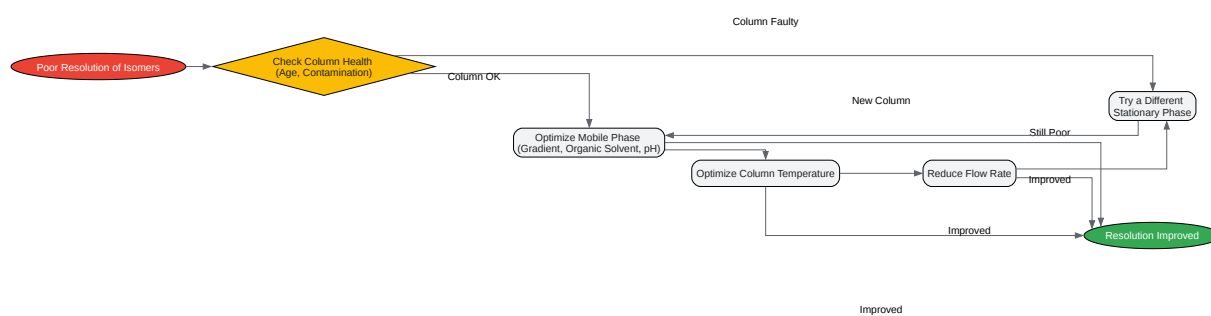 Column Faulty
Poor Resolution of Isomers
Check Column Health
(Age, Contamination)
Column OK
New Column
Try a Different
Stationary Phase
Optimize Mobile Phase
(Gradient, Organic Solvent, pH)
Still Poor
Optimize Column Temperature
Reduce Flow Rate
Improved
Improved
Resolution Improved
Improved